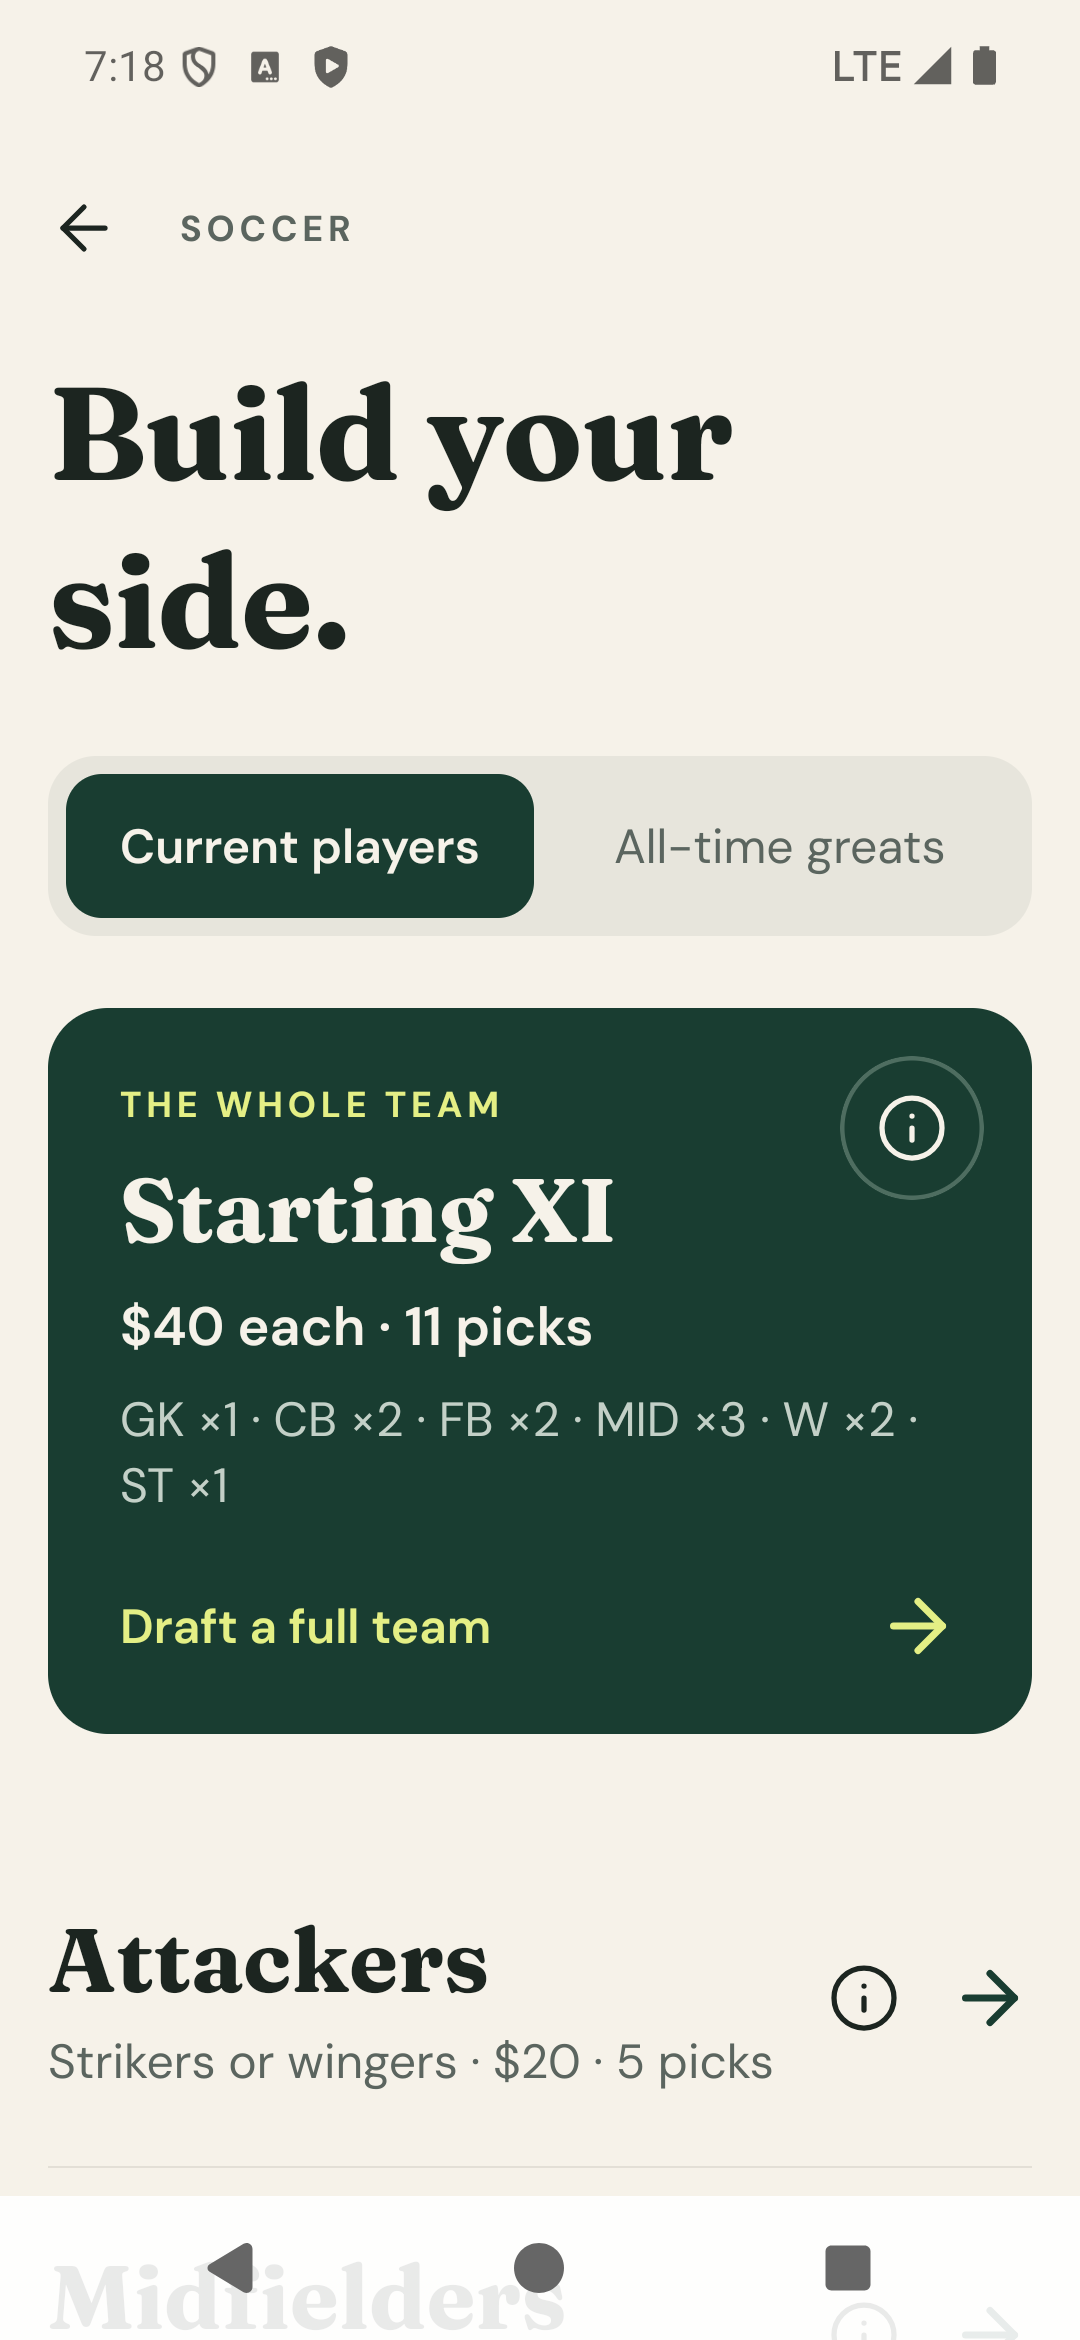 7:18
LTE
SOCCER
Build your
side.
Current players
All-time greats
THE WHOLE TEAM
Starting XI
$40 each · 11 picks
GK ×1 · CB ×2 · FB ×2 · MID ×3 · W ×2 ·
ST ×1
Draft a full team
Attackers
Strikers or wingers · $20 · 5 picks
Midfielders